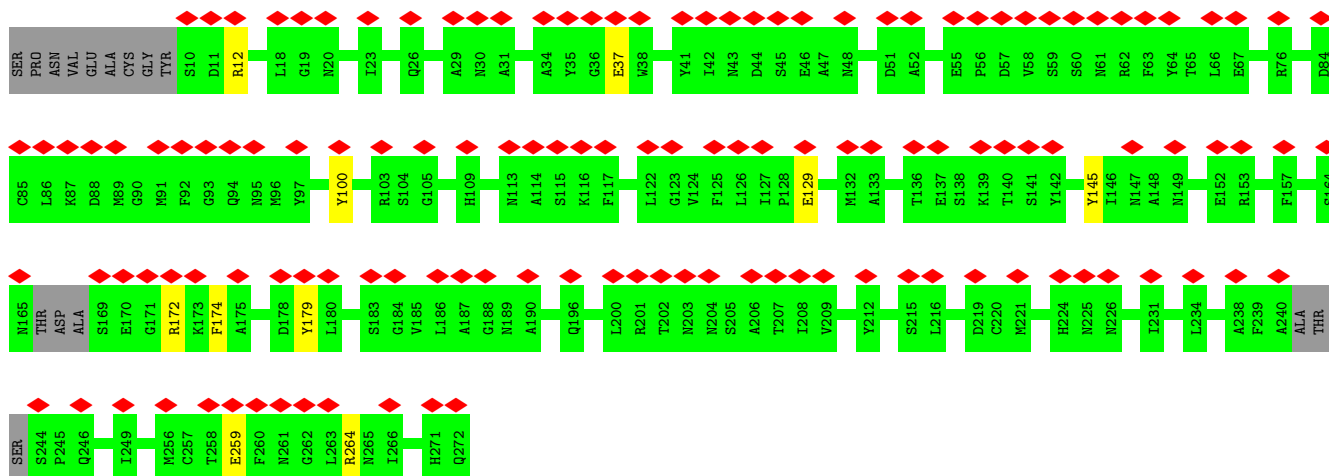 SER PRO ASN VAL GLU ALA CYS GLY TYR S10 D11 R12 L18 G19 N20 I23 Q26 A29 N30 A31 A34 Y35 G36 E37 W38 Y41 I42 N43 D44 S45 E46 A47 N48 D51 A52 E55 P56 D57 V58 S59 S60 N61 R62 F63 Y64 T65 L66 E67 R76 D84
C85 L86 K87 D88 M89 G90 M91 F92 G93 Q94 N95 M96 Y97 Y100 R103 S104 G105 H109 N113 A114 S115 K116 F117 L122 G123 V124 F125 L126 I127 P128 E129 M132 A133 T136 E137 S138 K139 T140 S141 Y142 Y145 I146 N147 A148 N149 E152 R153 F157 S164
N165 THR ASP ALA S169 E170 G171 R172 K173 F174 A175 D178 Y179 L180 S183 G184 V185 L186 A187 G188 N189 A190 Q196 L200 R201 T202 N203 N204 S205 A206 T207 I208 V209 Y212 S215 L216 D219 C220 M221 H224 N225 N226 I231 L234 A238 F239 A240 ALA THR
SER S244 P245 Q246 I249 M256 C257 T258 E259 F260 N261 G262 L263 R264 N265 I266 H271 Q272